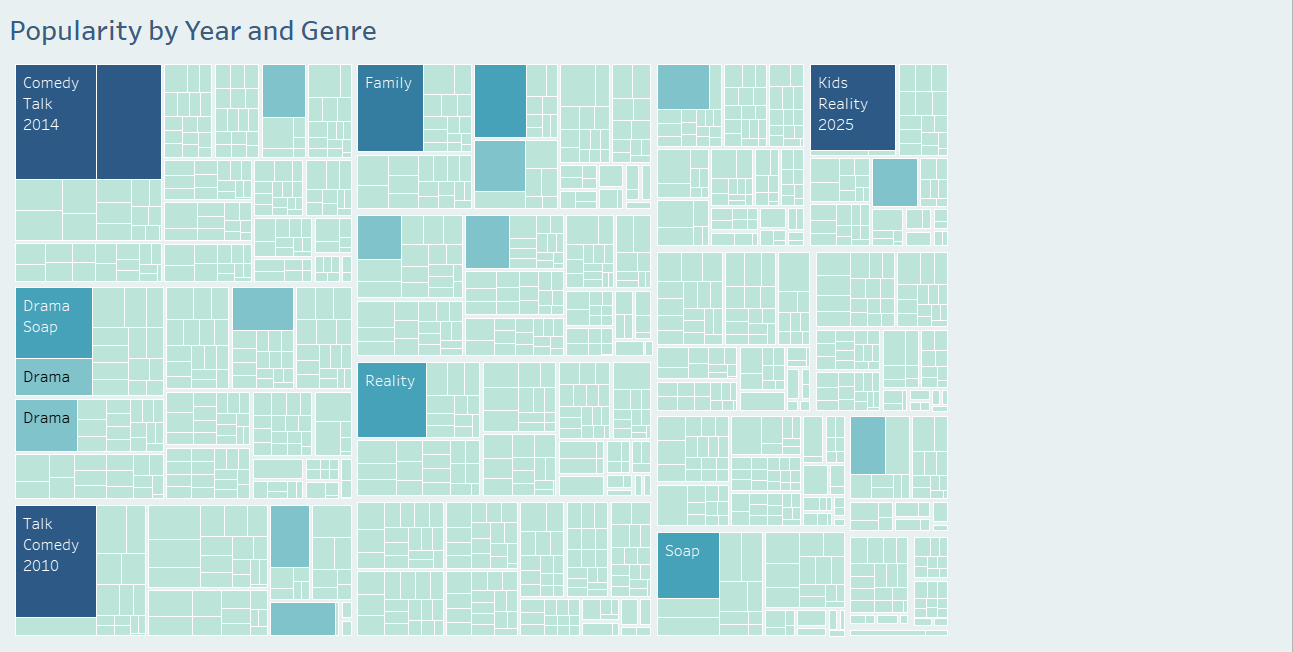 Popularity by Year and Genre
Comedy
Talk
2014
Family
Kids
Reality
2025
Drama
Soap
Drama
Drama
Reality
Talk
Comedy
2010
Soap